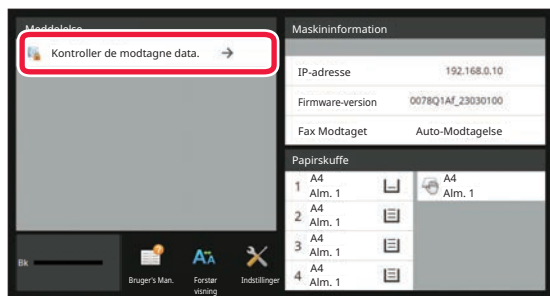 Meddelelse
Kontroller de modtagne data.
Maskininformation
IP-adresse 192.168.0.10
Firmware-version 0078Q1Af_23030100
Fax Modtaget Auto-Modtagelse
Papirskuffe
1 A4
Alm. 1
A4
Alm. 1
2 A4
Alm. 1
3 A4
Alm. 1
4 A4
Alm. 1
Bk
Bruger's Man.
Forstør
visning
Indstillinger